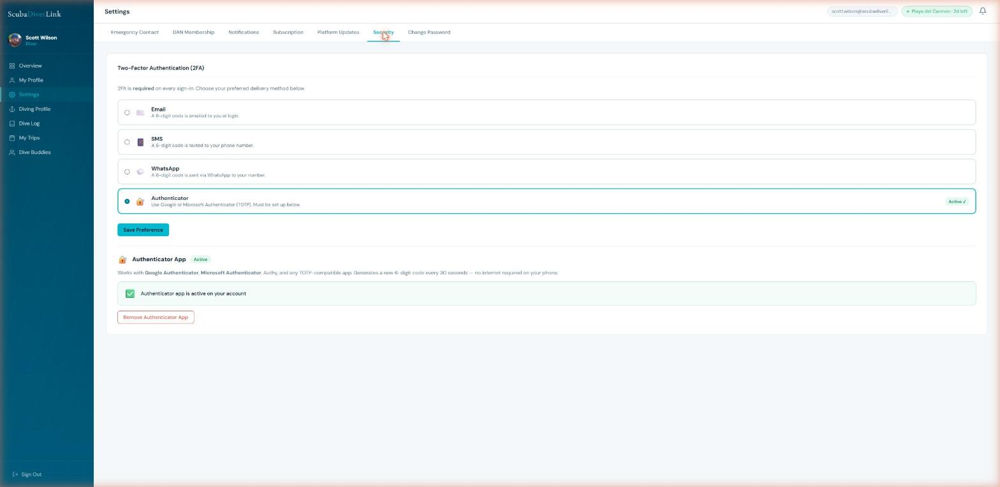 ScubaDiverLink
Scott Wilson
Diver
Overview
My Profile
Settings
Diving Profile
Dive Log
My Trips
Dive Buddies
Sign Out
Settings
scott.wilson@scubadiverli...
Playa del Carmen · 2d left
Emergency Contact
DAN Membership
Notifications
Subscription
Platform Updates
Security
Change Password
Two-Factor Authentication (2FA)
2FA is required on every sign-in. Choose your preferred delivery method below.
Email
A 6-digit code is emailed to you at login.
SMS
A 6-digit code is texted to your phone number.
WhatsApp
A 6-digit code is sent via WhatsApp to your number.
Authenticator
Use Google or Microsoft Authenticator (TOTP). Must be set up below.
Active ✓
Save Preference
Authenticator App
Active
Works with Google Authenticator, Microsoft Authenticator, Authy, and any TOTP-compatible app. Generates a new 6-digit code every 30 seconds — no internet required on your phone.
Authenticator app is active on your account
Remove Authenticator App